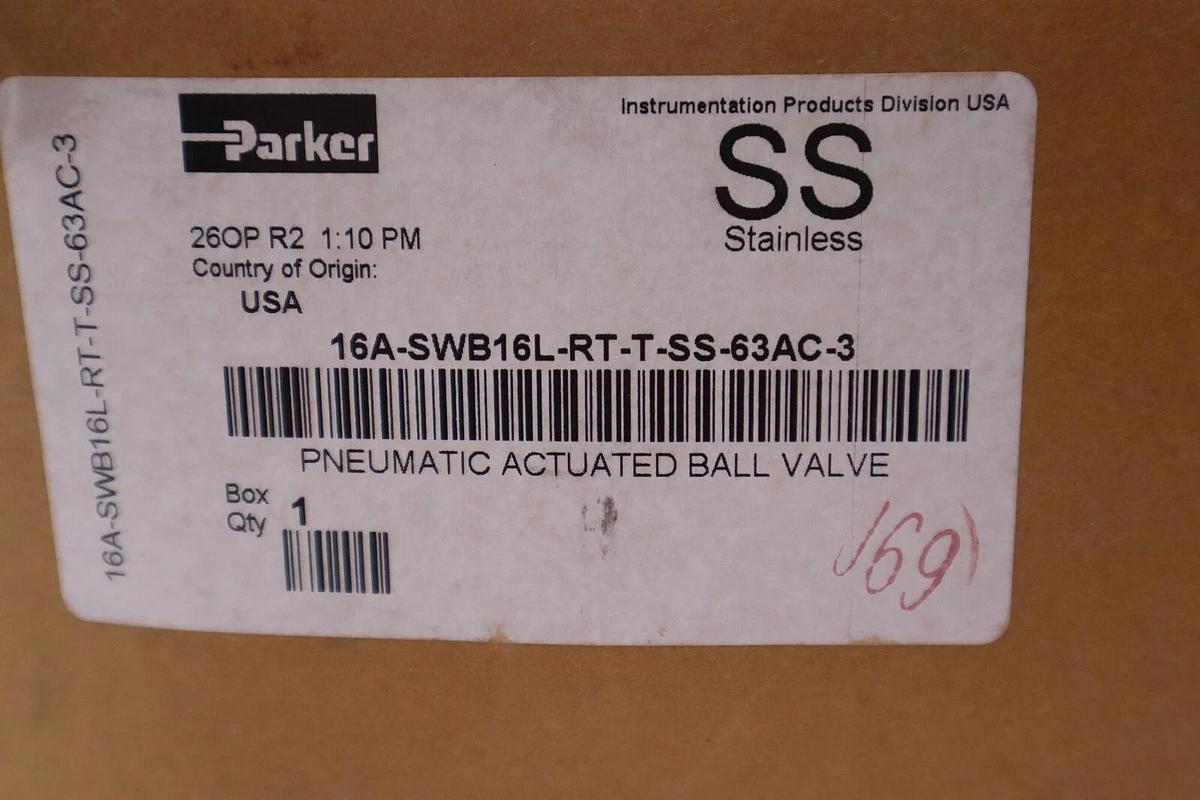 Parker
Instrumentation Products Division USA
SS
Stainless
26OP R2 1:10 PM
Country of Origin:
USA
16A-SWB16L-RT-T-SS-63AC-3
PNEUMATIC ACTUATED BALL VALVE
Box
Qty 1
16A-SWB16L-RT-T-SS-63AC-3